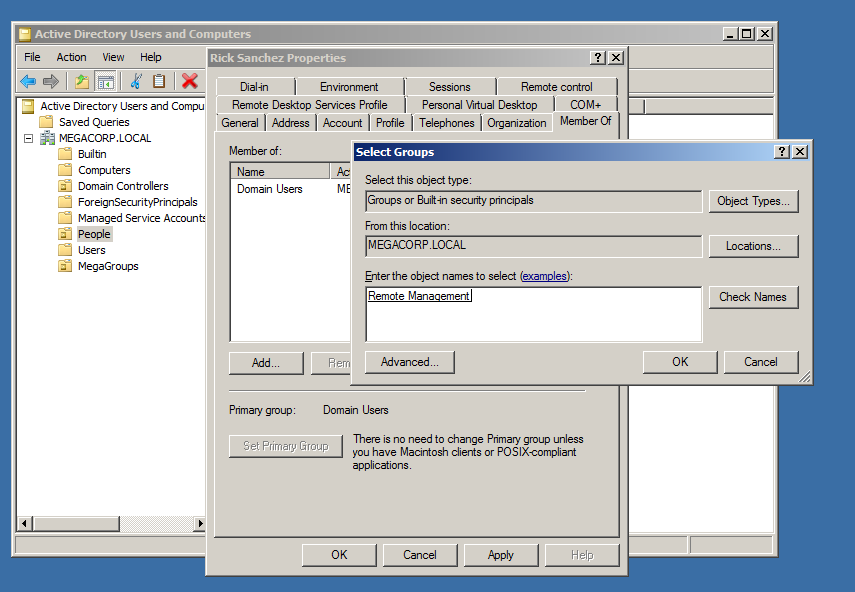 Active Directory Users and Computers
File Action View Help
Active Directory Users and Compu
Saved Queries
MEGACORP.LOCAL
Builtin
Computers
Domain Controllers
ForeignSecurityPrincipals
Managed Service Accounts
People
Users
MegaGroups
Rick Sanchez Properties
Dial-in Environment Sessions Remote control
Remote Desktop Services Profile Personal Virtual Desktop COM+
General Address Account Profile Telephones Organization Member Of
Member of:
Name Ac
Domain Users ME
Add... Rem
Primary group: Domain Users
Set Primary Group
There is no need to change Primary group unless
you have Macintosh clients or POSIX-compliant
applications.
OK Cancel Apply Help
Select Groups
Select this object type:
Groups or Built-in security principals Object Types...
From this location:
MEGACORP.LOCAL Locations...
Enter the object names to select (examples):
Remote Management Check Names
Advanced... OK Cancel